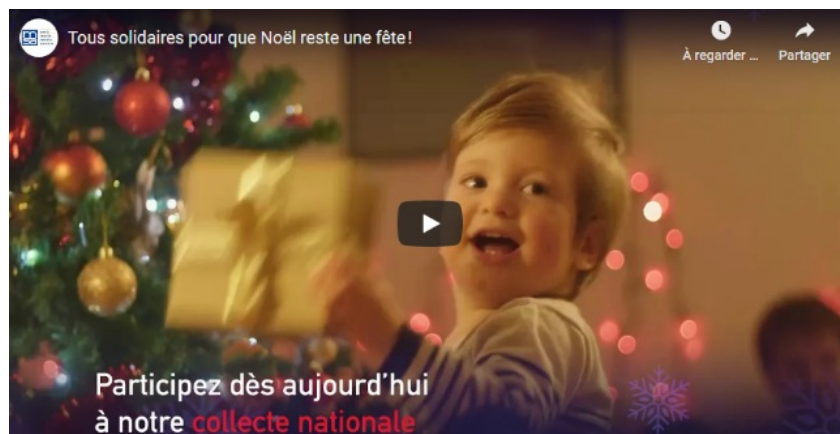 Tous solidaires pour que Noël reste une fête!
À regarder ...
Partager
Participez dès aujourd'hui
à notre collecte nationale